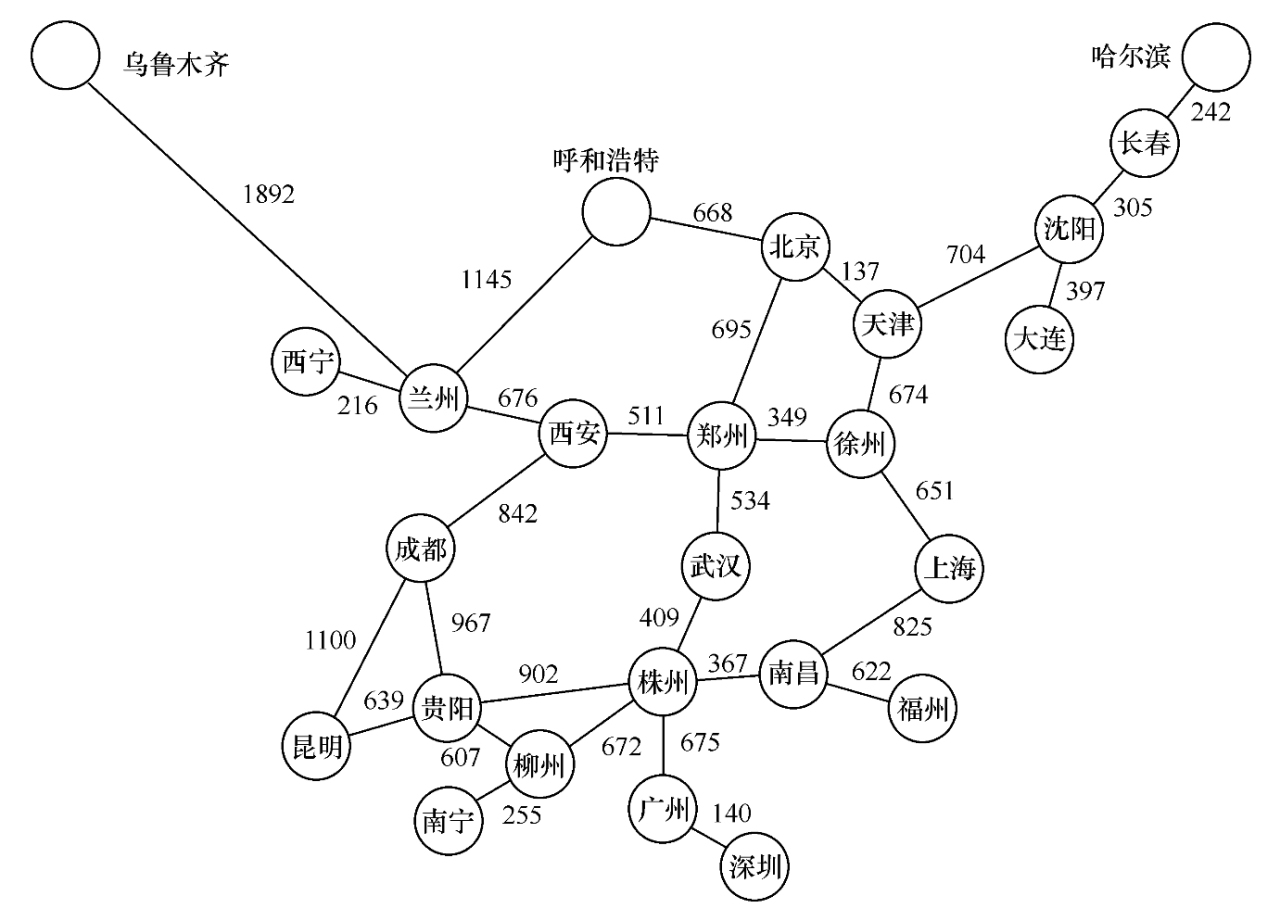 乌鲁木齐
哈尔滨
242
长春
呼和浩特
1892
305
668
沈阳
北京
704
137
1145
397
天津
695
大连
西宁
676
674
216
兰州
511
349
西安
郑州
徐州
651
842
534
成都
武汉
上海
409
967
825
1100
902
367
622
639
株州
南昌
贵阳
福州
昆明
607
672
675
柳州
255
广州
140
南宁
深圳